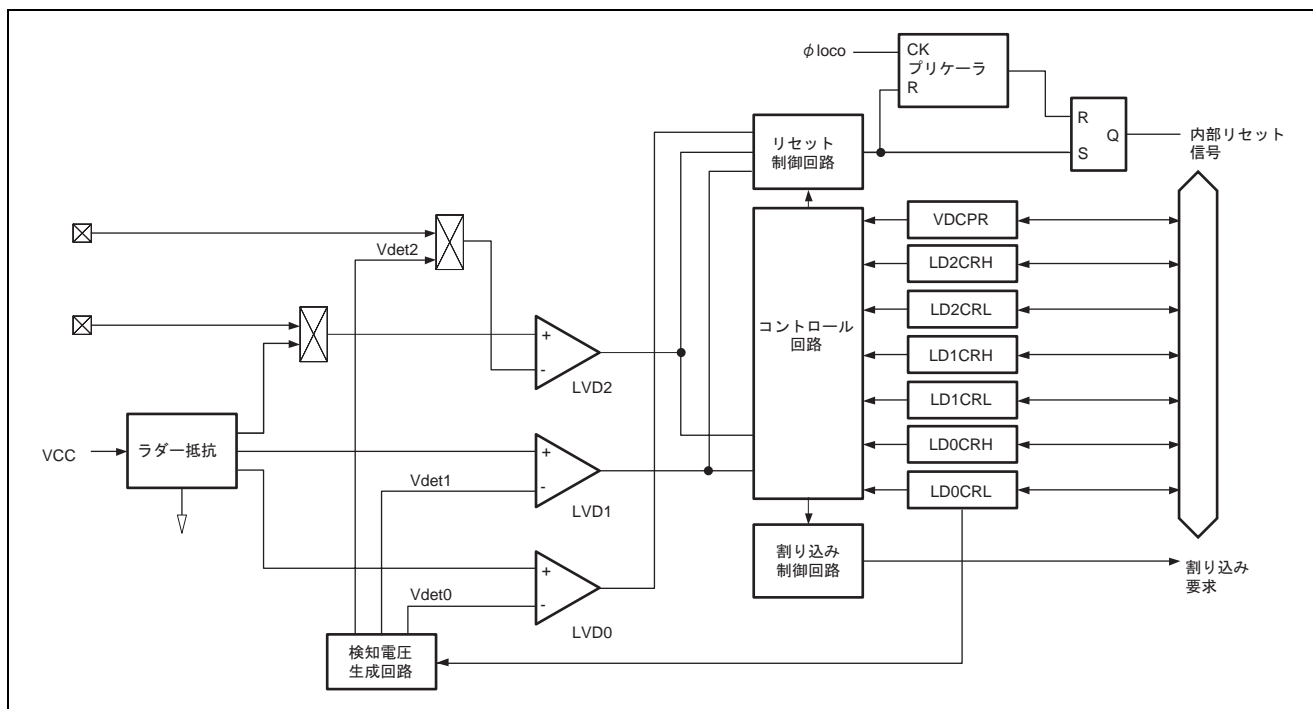 φloco
CK
プリケーラ
R
リセット
制御回路
R
S
Q
内部リセット
信号
Vdet2
VDCPR
LD2CRH
LD2CRL
LD1CRH
LD1CRL
LD0CRH
LD0CRL
コントロール
回路
+
-
LVD2
VCC
ラダー抵抗
+
-
Vdet1
LVD1
割り込み
制御回路
割り込み
要求
+
-
Vdet0
LVD0
検知電圧
生成回路